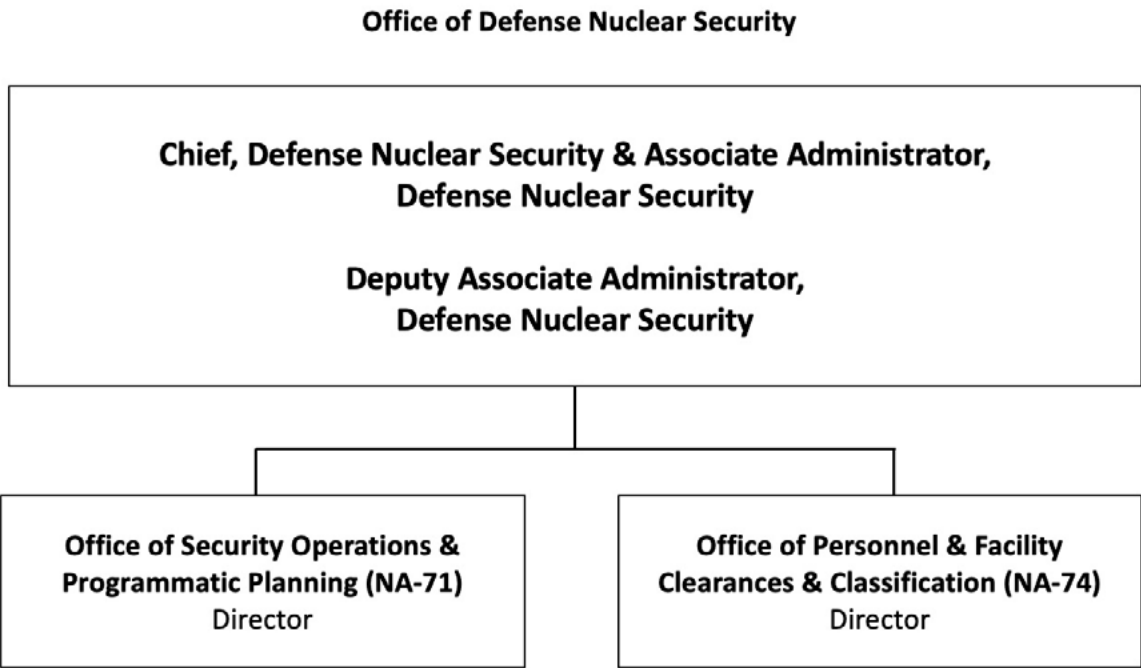 Office of Defense Nuclear Security
Chief, Defense Nuclear Security & Associate Administrator,
Defense Nuclear Security
Deputy Associate Administrator,
Defense Nuclear Security
Office of Security Operations &
Programmatic Planning (NA-71)
Director
Office of Personnel & Facility
Clearances & Classification (NA-74)
Director